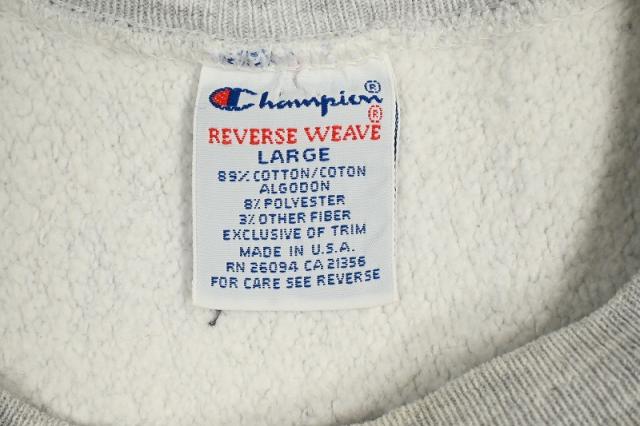 Champion®
REVERSE WEAVE®
LARGE
89% COTTON/COTON
ALGODON
8% POLYESTER
3% OTHER FIBER
EXCLUSIVE OF TRIM
MADE IN U.S.A.
RN 26094 CA 21356
FOR CARE SEE REVERSE